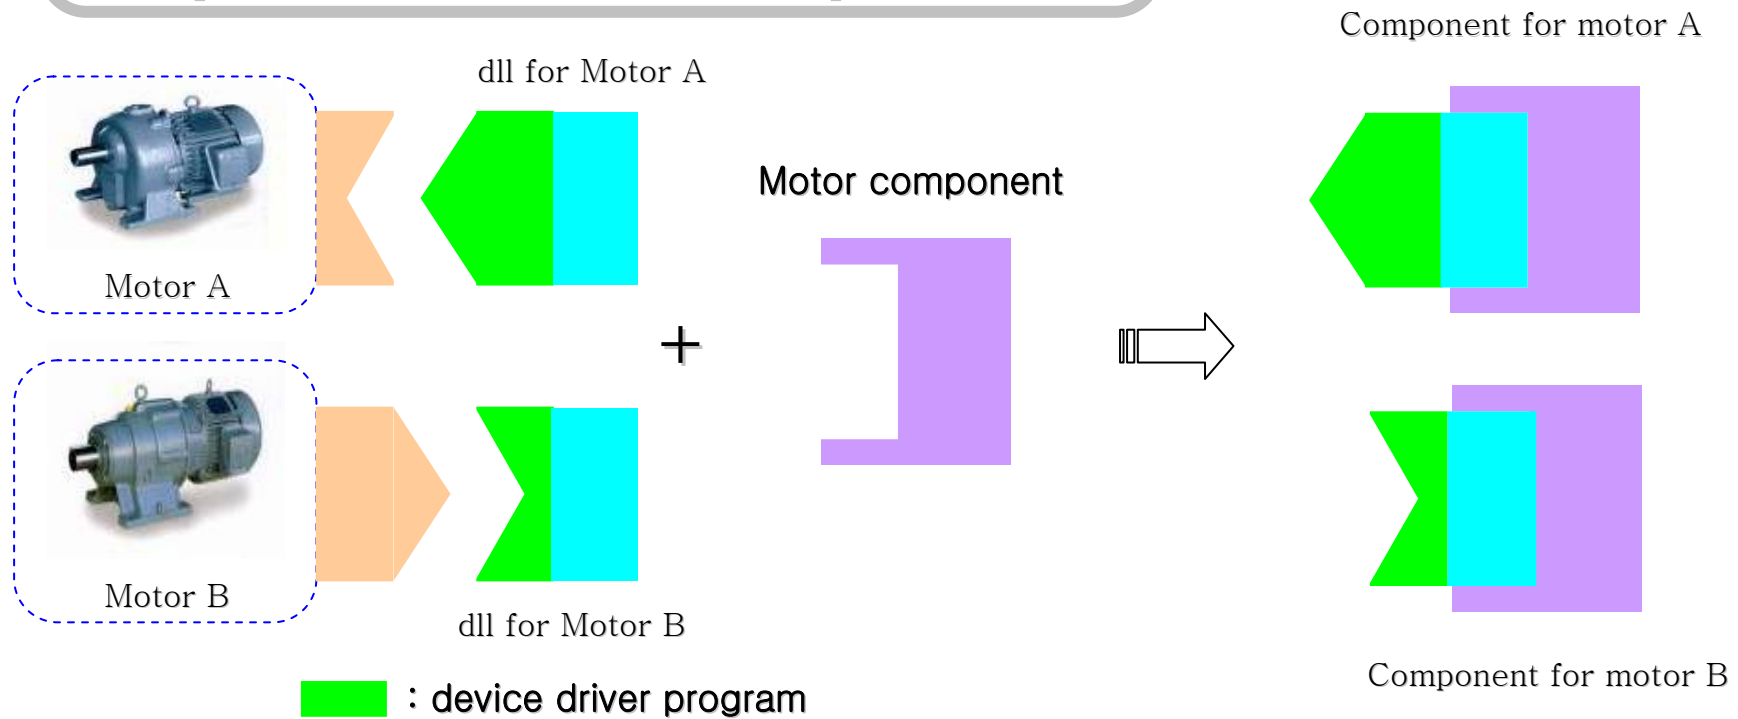 Component for motor A
dll for Motor A
Motor component
Motor A
+
Motor B
dll for Motor B
Component for motor B
: device driver program